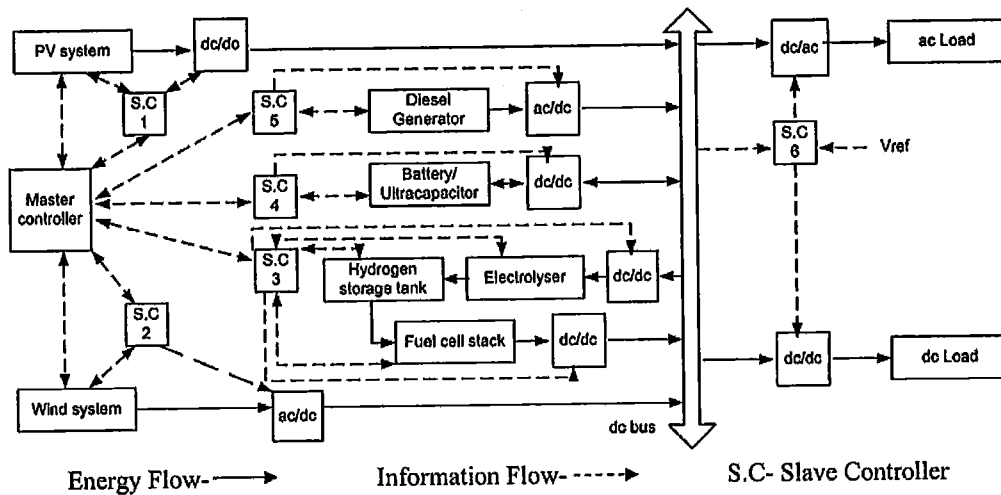 PV system
dc/dc
dc/ac
ac Load
S.C
1
S.C
5
Diesel
Generator
ac/dc
S.C
6
Vref
Master
controller
S.C
4
Battery/
Ultracapacitor
dc/dc
S.C
3
Hydrogen
storage tank
Electrolyser
dc/dc
S.C
2
Fuel cell stack
dc/dc
dc/dc
dc Load
Wind system
ac/dc
dc bus
Energy Flow-
Information Flow-
S.C- Slave Controller